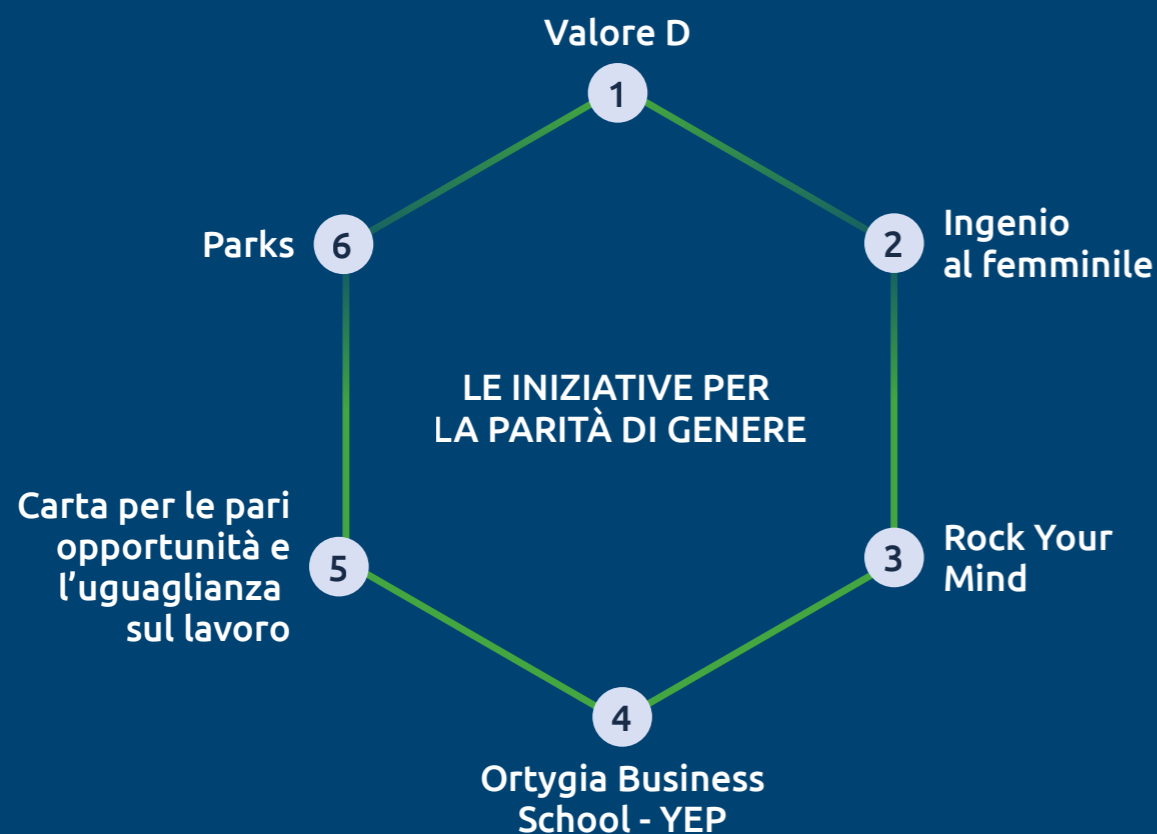 Valore D
1
2
Ingenio
al femminile
Parks
6
LE INIZIATIVE PER
LA PARITÀ DI GENERE
Carta per le pari
opportunità e
l'uguaglianza
sul lavoro
5
3
Rock Your
Mind
4
Ortygia Business
School - YEP